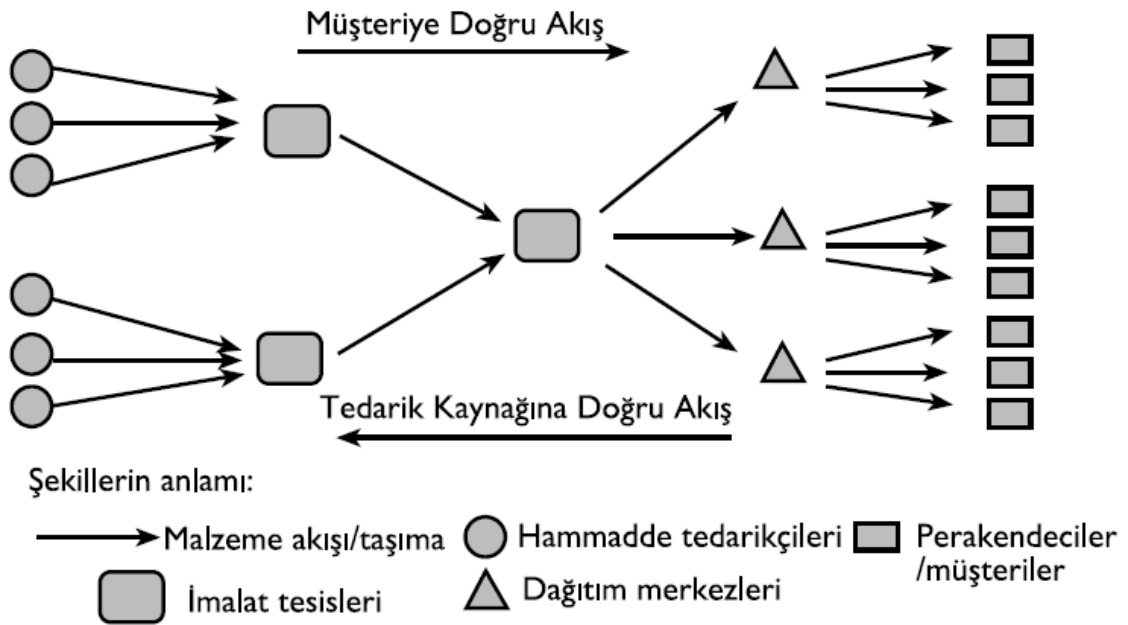 Müşteriye Doğru Akış
Tedarik Kaynağına Doğru Akış
Şekillerin anlamı:
Malzeme akışı/taşıma
Hammadde tedarikçileri
Perakendeciler
/müşteriler
İmalat tesisleri
Dağıtım merkezleri